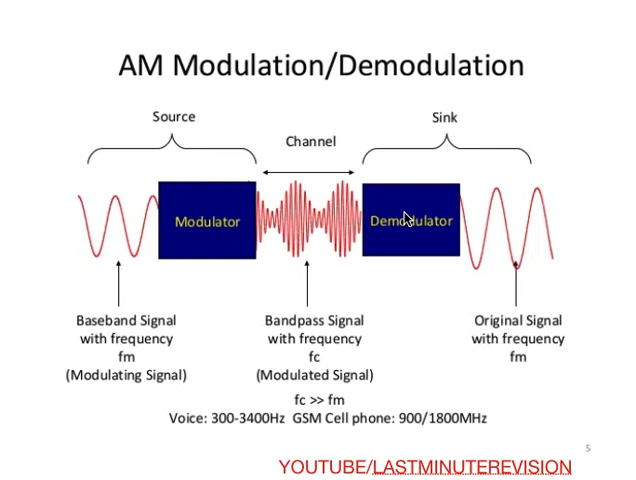 AM Modulation/Demodulation
Source
Sink
Channel
Modulator
Demodulator
Baseband Signal
with frequency
fm
(Modulating Signal)
Bandpass Signal
with frequency
fc
(Modulated Signal)
Original Signal
with frequency
fm
fc >> fm
Voice: 300-3400Hz GSM Cell phone: 900/1800MHz
5
YOUTUBE/LASTMINUTEREVISION